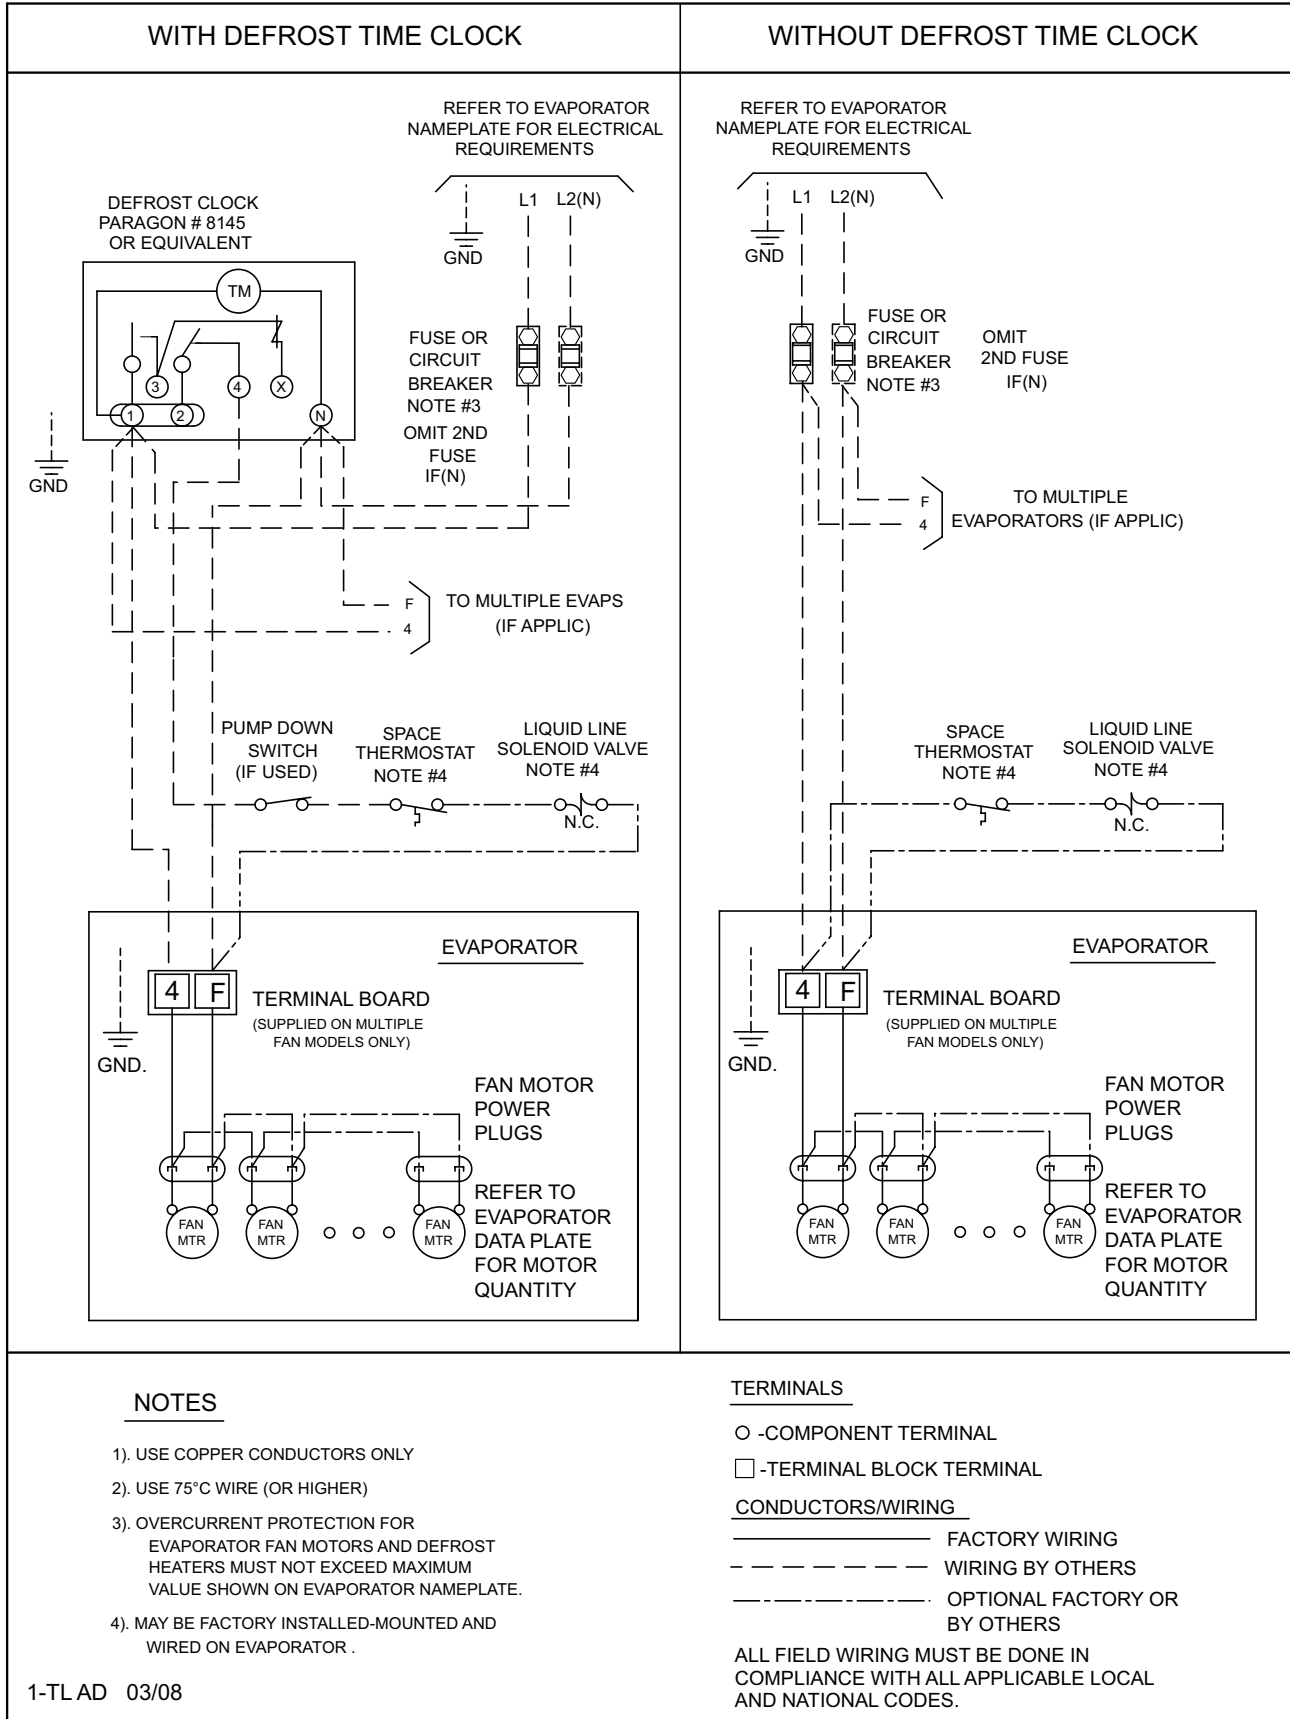 WITH DEFROST TIME CLOCK
WITHOUT DEFROST TIME CLOCK
REFER TO EVAPORATOR
NAMEPLATE FOR ELECTRICAL
REQUIREMENTS
L1 L2(N)
GND
DEFROST CLOCK
PARAGON # 8145
OR EQUIVALENT
TM
3
4
X
1
2
N
GND
FUSE OR
CIRCUIT
BREAKER
NOTE #3
OMIT 2ND
FUSE
IF(N)
F
4
TO MULTIPLE EVAPS
(IF APPLIC)
PUMP DOWN
SWITCH
(IF USED)
SPACE
THERMOSTAT
NOTE #4
LIQUID LINE
SOLENOID VALVE
NOTE #4
N.C.
EVAPORATOR
4 F
TERMINAL BOARD
(SUPPLIED ON MULTIPLE
FAN MODELS ONLY)
GND.
FAN MOTOR
POWER
PLUGS
FAN
MTR
FAN
MTR
FAN
MTR
REFER TO
EVAPORATOR
DATA PLATE
FOR MOTOR
QUANTITY
REFER TO EVAPORATOR
NAMEPLATE FOR ELECTRICAL
REQUIREMENTS
L1 L2(N)
GND
FUSE OR
CIRCUIT
BREAKER
NOTE #3
OMIT
2ND FUSE
IF(N)
F
4
TO MULTIPLE
EVAPORATORS (IF APPLIC)
SPACE
THERMOSTAT
NOTE #4
LIQUID LINE
SOLENOID VALVE
NOTE #4
N.C.
EVAPORATOR
4 F
TERMINAL BOARD
(SUPPLIED ON MULTIPLE
FAN MODELS ONLY)
GND.
FAN MOTOR
POWER
PLUGS
FAN
MTR
FAN
MTR
FAN
MTR
REFER TO
EVAPORATOR
DATA PLATE
FOR MOTOR
QUANTITY
NOTES
1). USE COPPER CONDUCTORS ONLY
2). USE 75°C WIRE (OR HIGHER)
3). OVERCURRENT PROTECTION FOR
EVAPORATOR FAN MOTORS AND DEFROST
HEATERS MUST NOT EXCEED MAXIMUM
VALUE SHOWN ON EVAPORATOR NAMEPLATE.
4). MAY BE FACTORY INSTALLED-MOUNTED AND
WIRED ON EVAPORATOR .
1-TL AD 03/08
TERMINALS
-COMPONENT TERMINAL
-TERMINAL BLOCK TERMINAL
CONDUCTORS/WIRING
FACTORY WIRING
WIRING BY OTHERS
OPTIONAL FACTORY OR
BY OTHERS
ALL FIELD WIRING MUST BE DONE IN
COMPLIANCE WITH ALL APPLICABLE LOCAL
AND NATIONAL CODES.